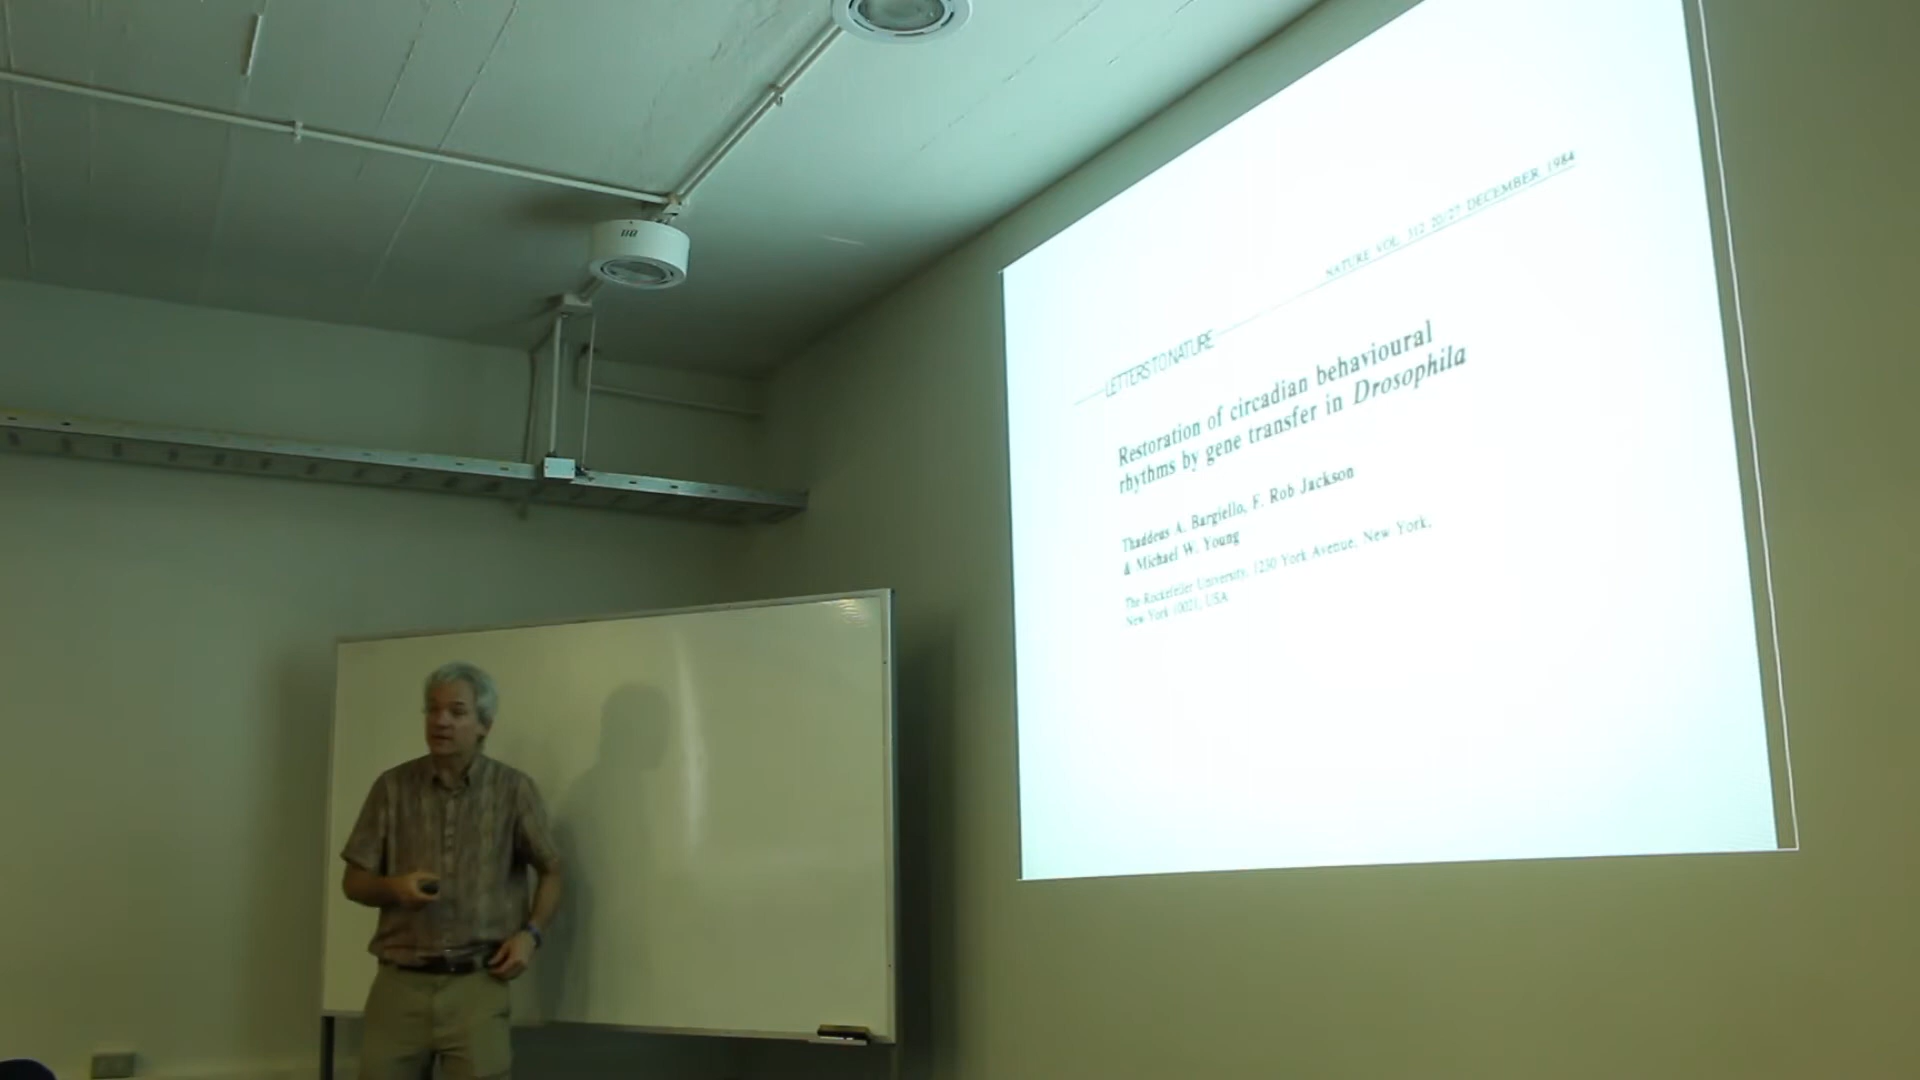 NATURE VOL. 312 20/27 DECEMBER 1984
LETTERS TO NATURE
Restoration of circadian behavioural
rhythms by gene transfer in Drosophila
Thaddeus A. Bargiello, F. Rob Jackson
& Michael W. Young
The Rockefeller University, 1230 York Avenue, New York,
New York 10021, USA